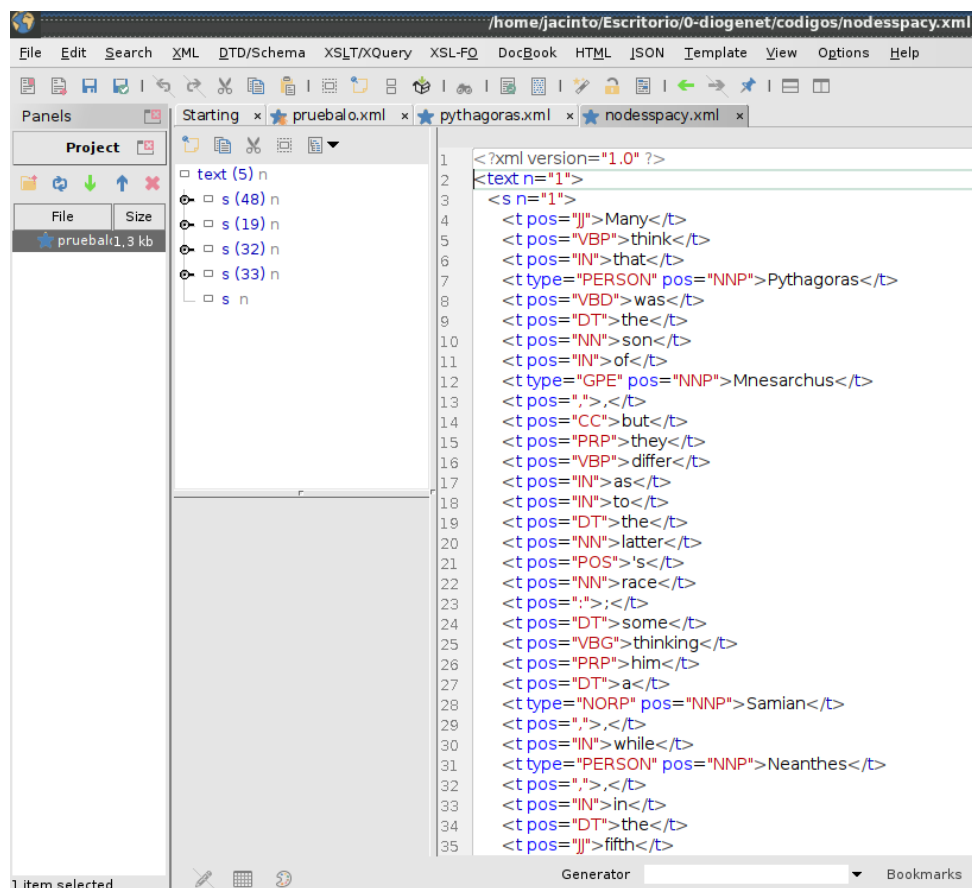 /home/jacinto/Escritorio/0-diogenet/codigos/nodesspacy.xml
File Edit Search XML DTD/Schema XSLT/XQuery XSL-FO DocBook HTML JSON Template View Options Help
Panels
Starting × pruebalo.xml × pythagoras.xml × nodesspacy.xml ×
Project
File Size
pruebalo 1,3 kb
1 item selected
text (5) n
s (48) n
s (19) n
s (32) n
s (33) n
s n
1 <?xml version="1.0" ?>
2 <text n="1">
3 <s n="1">
4 <t pos="JJ">Many</t>
5 <t pos="VBP">think</t>
6 <t pos="IN">that</t>
7 <t type="PERSON" pos="NNP">Pythagoras</t>
8 <t pos="VBD">was</t>
9 <t pos="DT">the</t>
10 <t pos="NN">son</t>
11 <t pos="IN">of</t>
12 <t type="GPE" pos="NNP">Mnesarchus</t>
13 <t pos=",">,</t>
14 <t pos="CC">but</t>
15 <t pos="PRP">they</t>
16 <t pos="VBP">differ</t>
17 <t pos="IN">as</t>
18 <t pos="IN">to</t>
19 <t pos="DT">the</t>
20 <t pos="NN">latter</t>
21 <t pos="POS">'s</t>
22 <t pos="NN">race</t>
23 <t pos=":">;</t>
24 <t pos="DT">some</t>
25 <t pos="VBG">thinking</t>
26 <t pos="PRP">him</t>
27 <t pos="DT">a</t>
28 <t type="NORP" pos="NNP">Samian</t>
29 <t pos=",">,</t>
30 <t pos="IN">while</t>
31 <t type="PERSON" pos="NNP">Neanthes</t>
32 <t pos=",">,</t>
33 <t pos="IN">in</t>
34 <t pos="DT">the</t>
35 <t pos="JJ">fifth</t>
Generator Bookmarks